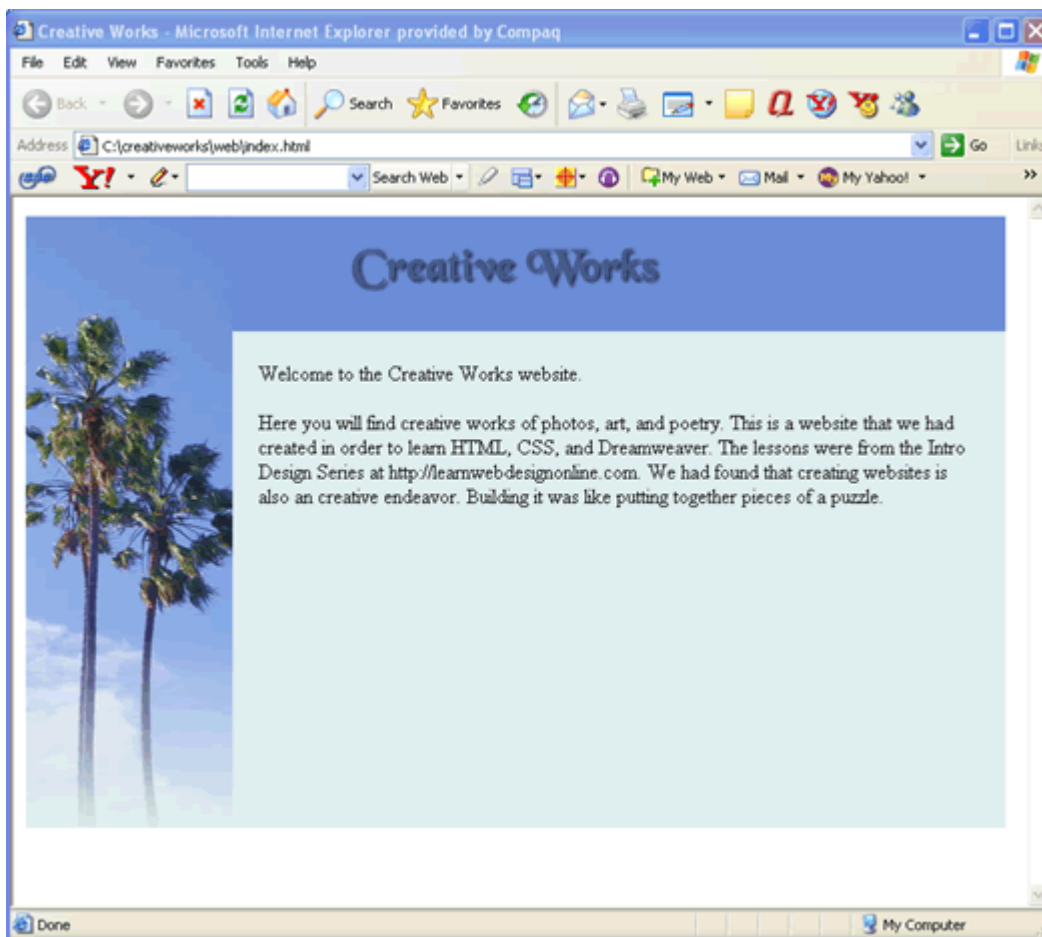 Creative Works - Microsoft Internet Explorer provided by Compaq
File Edit View Favorites Tools Help
Back Search Favorites
Address C:\creativeworks\web\index.html Go Links
Y! Search Web My Web Mail My Yahoo! »
Creative Works
Welcome to the Creative Works website.
Here you will find creative works of photos, art, and poetry. This is a website that we had
created in order to learn HTML, CSS, and Dreamweaver. The lessons were from the Intro
Design Series at http://learnwebdesignonline.com. We had found that creating websites is
also an creative endeavor. Building it was like putting together pieces of a puzzle.
Done My Computer